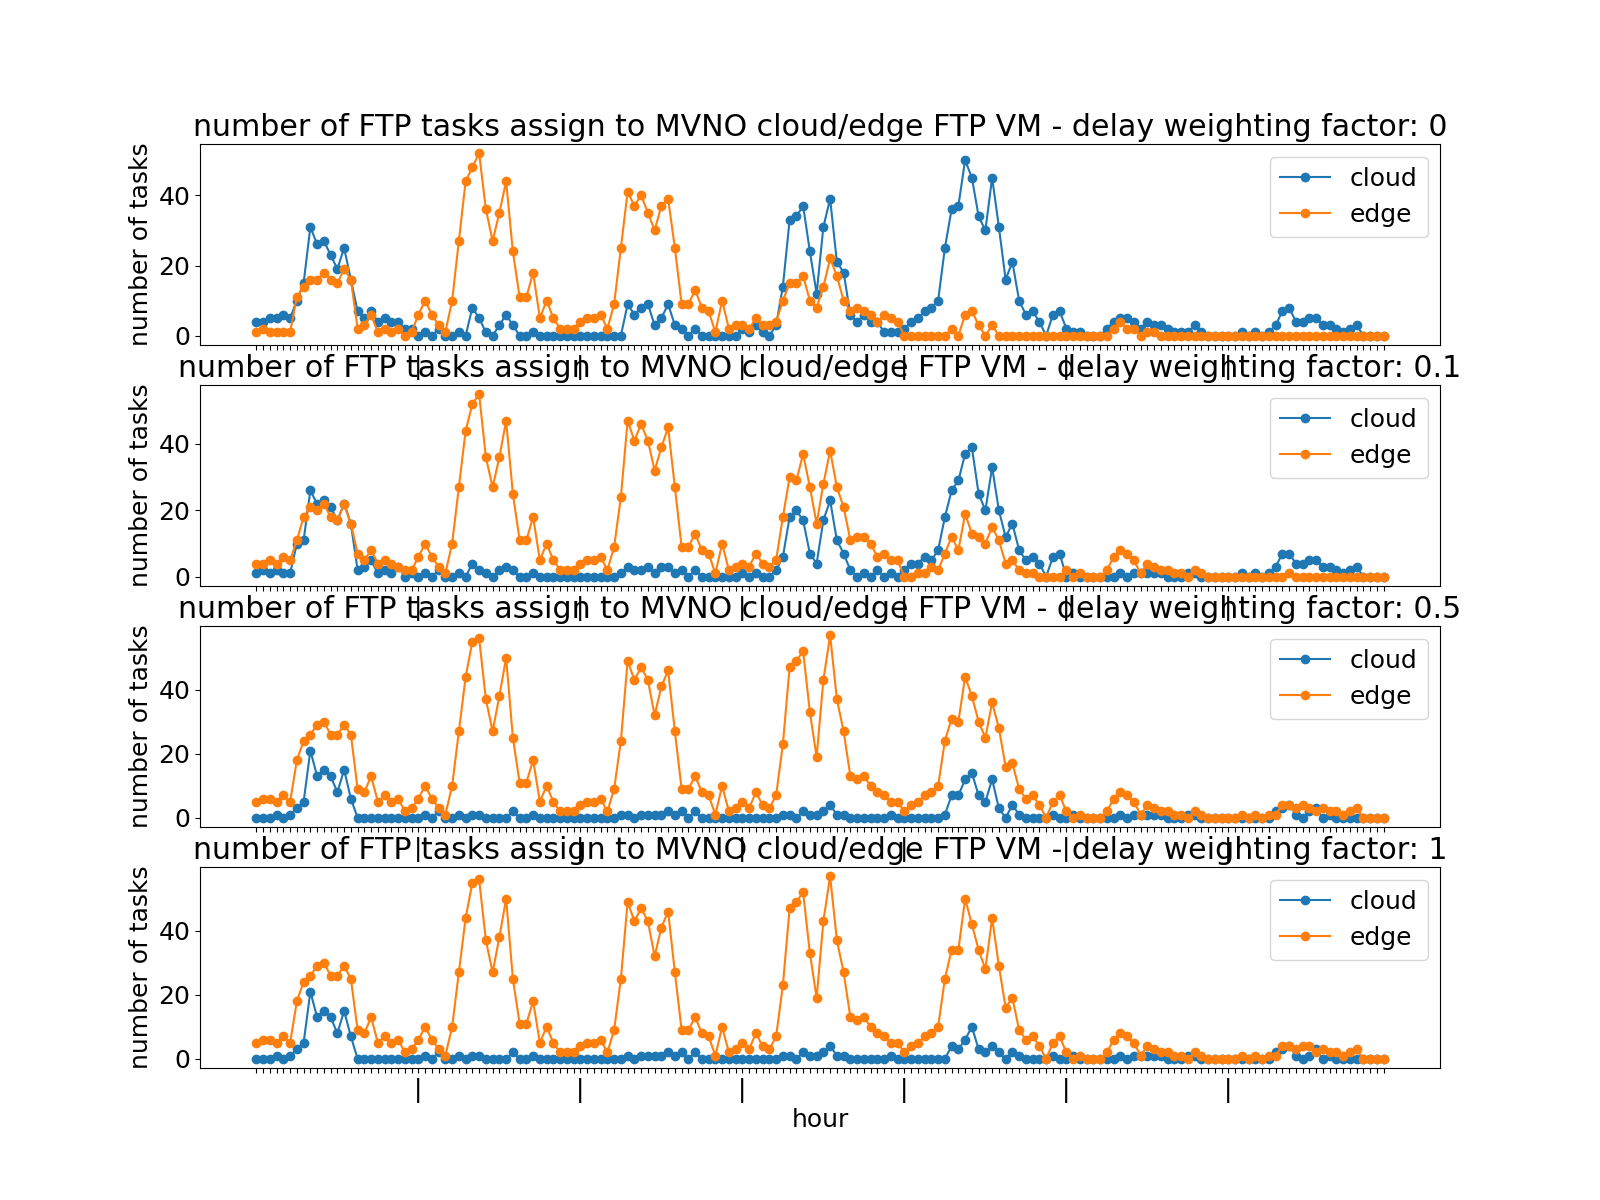 number of FTP tasks assign to MVNO cloud/edge FTP VM - delay weighting factor: 0
number of tasks
40
20
0
cloud
edge
number of FTP tasks assign to MVNO cloud/edge FTP VM - delay weighting factor: 0.1
number of tasks
40
20
0
cloud
edge
number of FTP tasks assign to MVNO cloud/edge FTP VM - delay weighting factor: 0.5
number of tasks
40
20
0
cloud
edge
number of FTP tasks assign to MVNO cloud/edge FTP VM - delay weighting factor: 1
number of tasks
40
20
0
cloud
edge
| | | | | |
hour